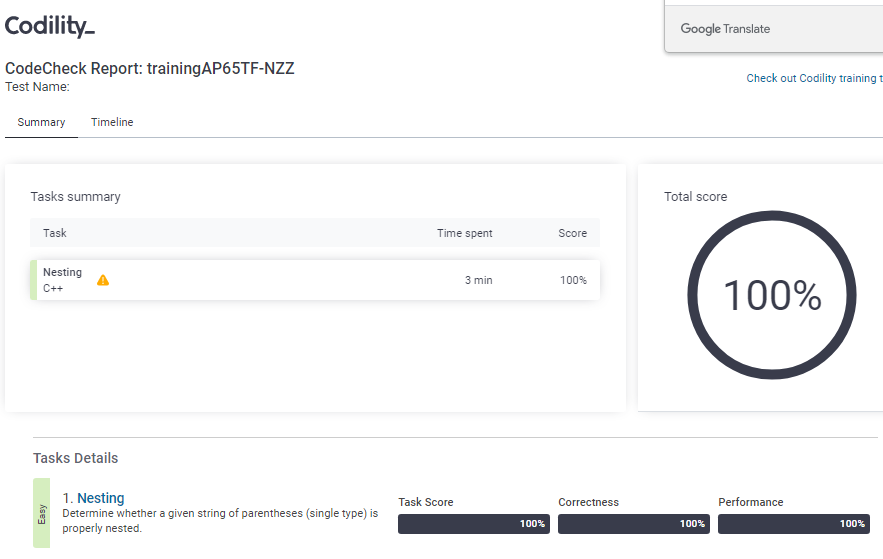 Codility_
Google Translate
CodeCheck Report: trainingAP65TF-NZZ
Test Name:
Check out Codility training t
Summary Timeline
Tasks summary
Task Time spent Score
Nesting
C++
3 min 100%
Total score
100%
Tasks Details
Easy
1. Nesting
Determine whether a given string of parentheses (single type) is
properly nested.
Task Score Correctness Performance
100% 100% 100%